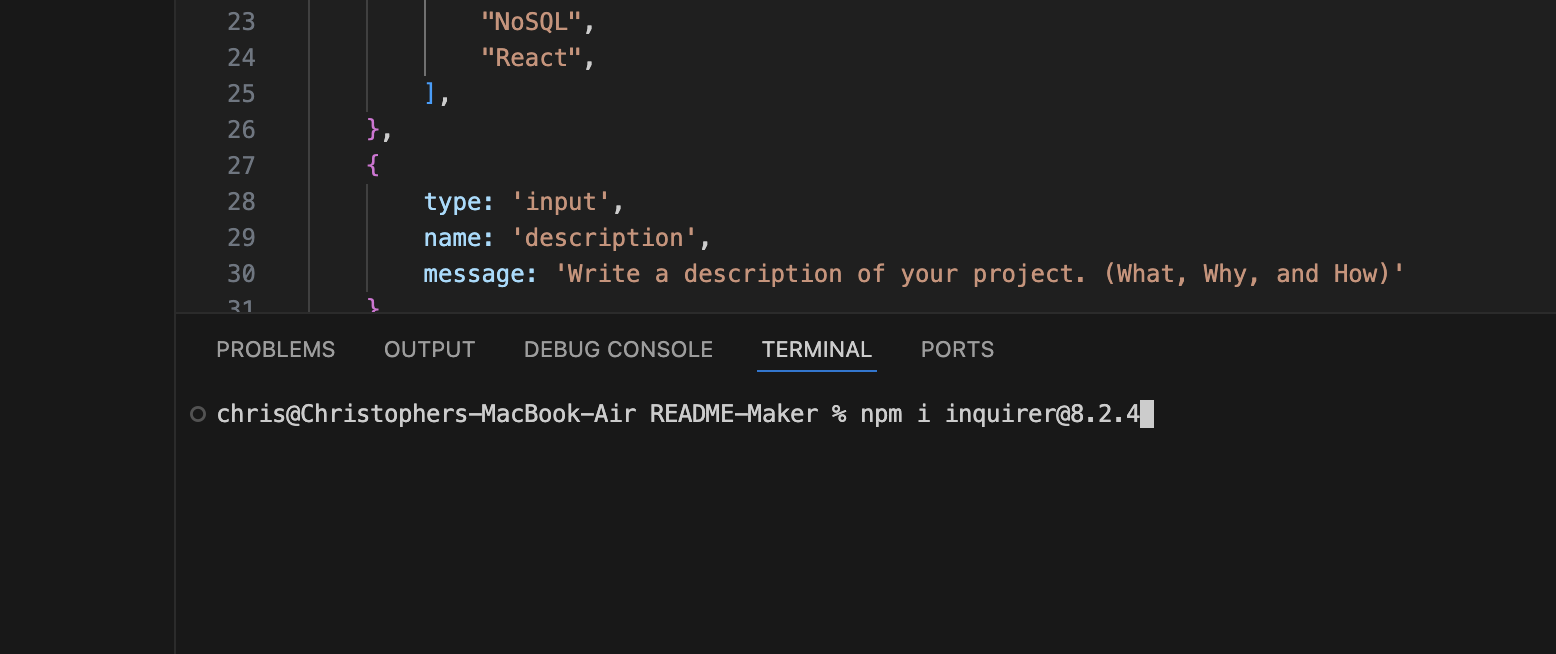 23 "NoSQL",
24 "React",
25 ],
26 },
27 {
28 type: 'input',
29 name: 'description',
30 message: 'Write a description of your project. (What, Why, and How)'
31 }
PROBLEMS OUTPUT DEBUG CONSOLE TERMINAL PORTS
chris@Christophers-MacBook-Air README-Maker % npm i inquirer@8.2.4